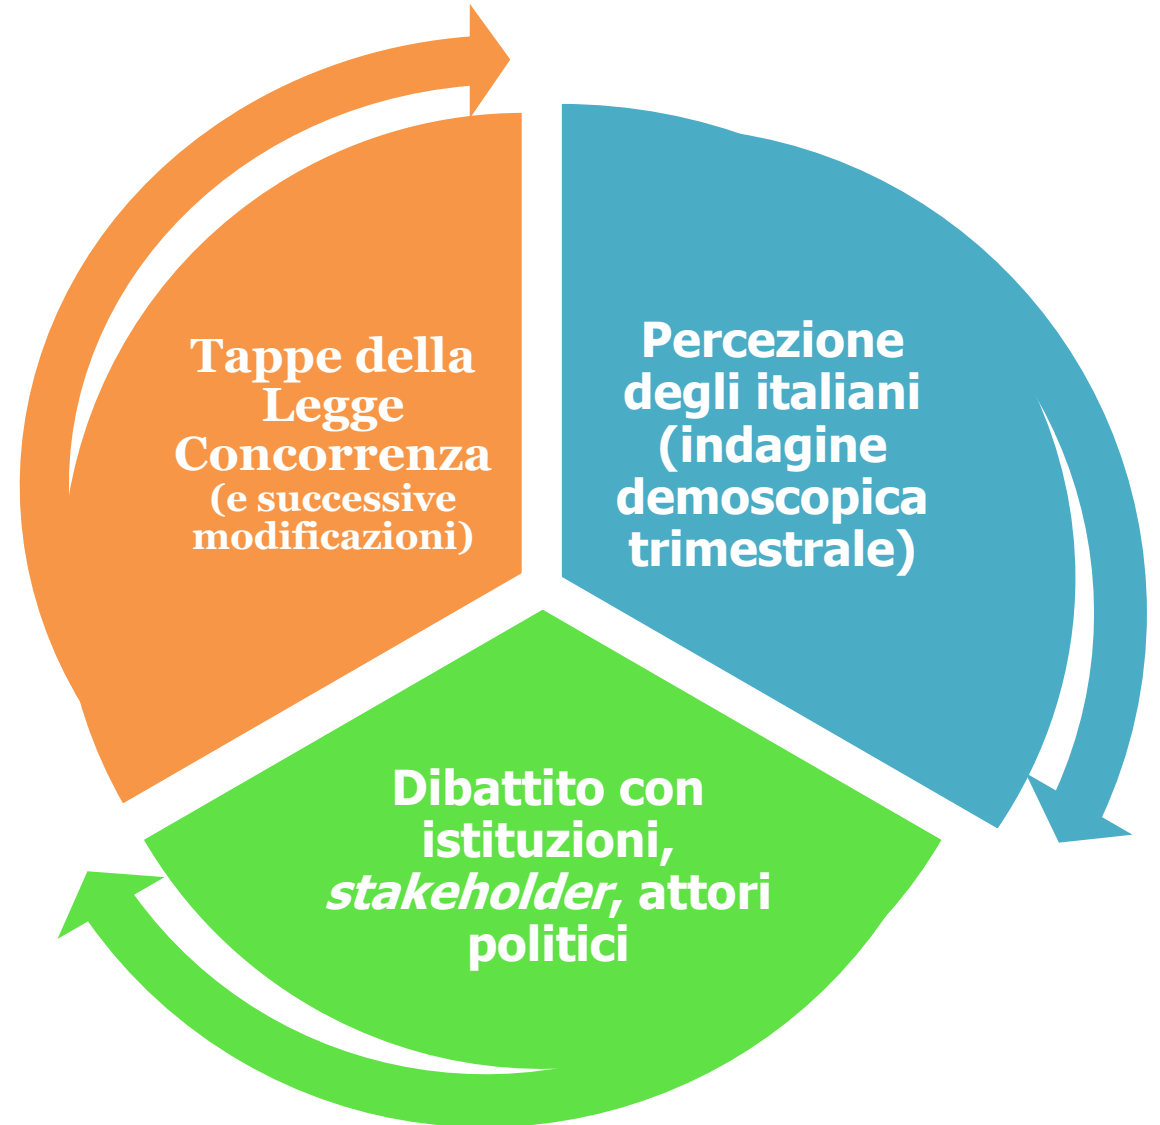 Tappe della
Legge
Concorrenza
(e successive
modificazioni)
Percezione
degli italiani
(indagine
demoscopica
trimestrale)
Dibattito con
istituzioni,
stakeholder, attori
politici